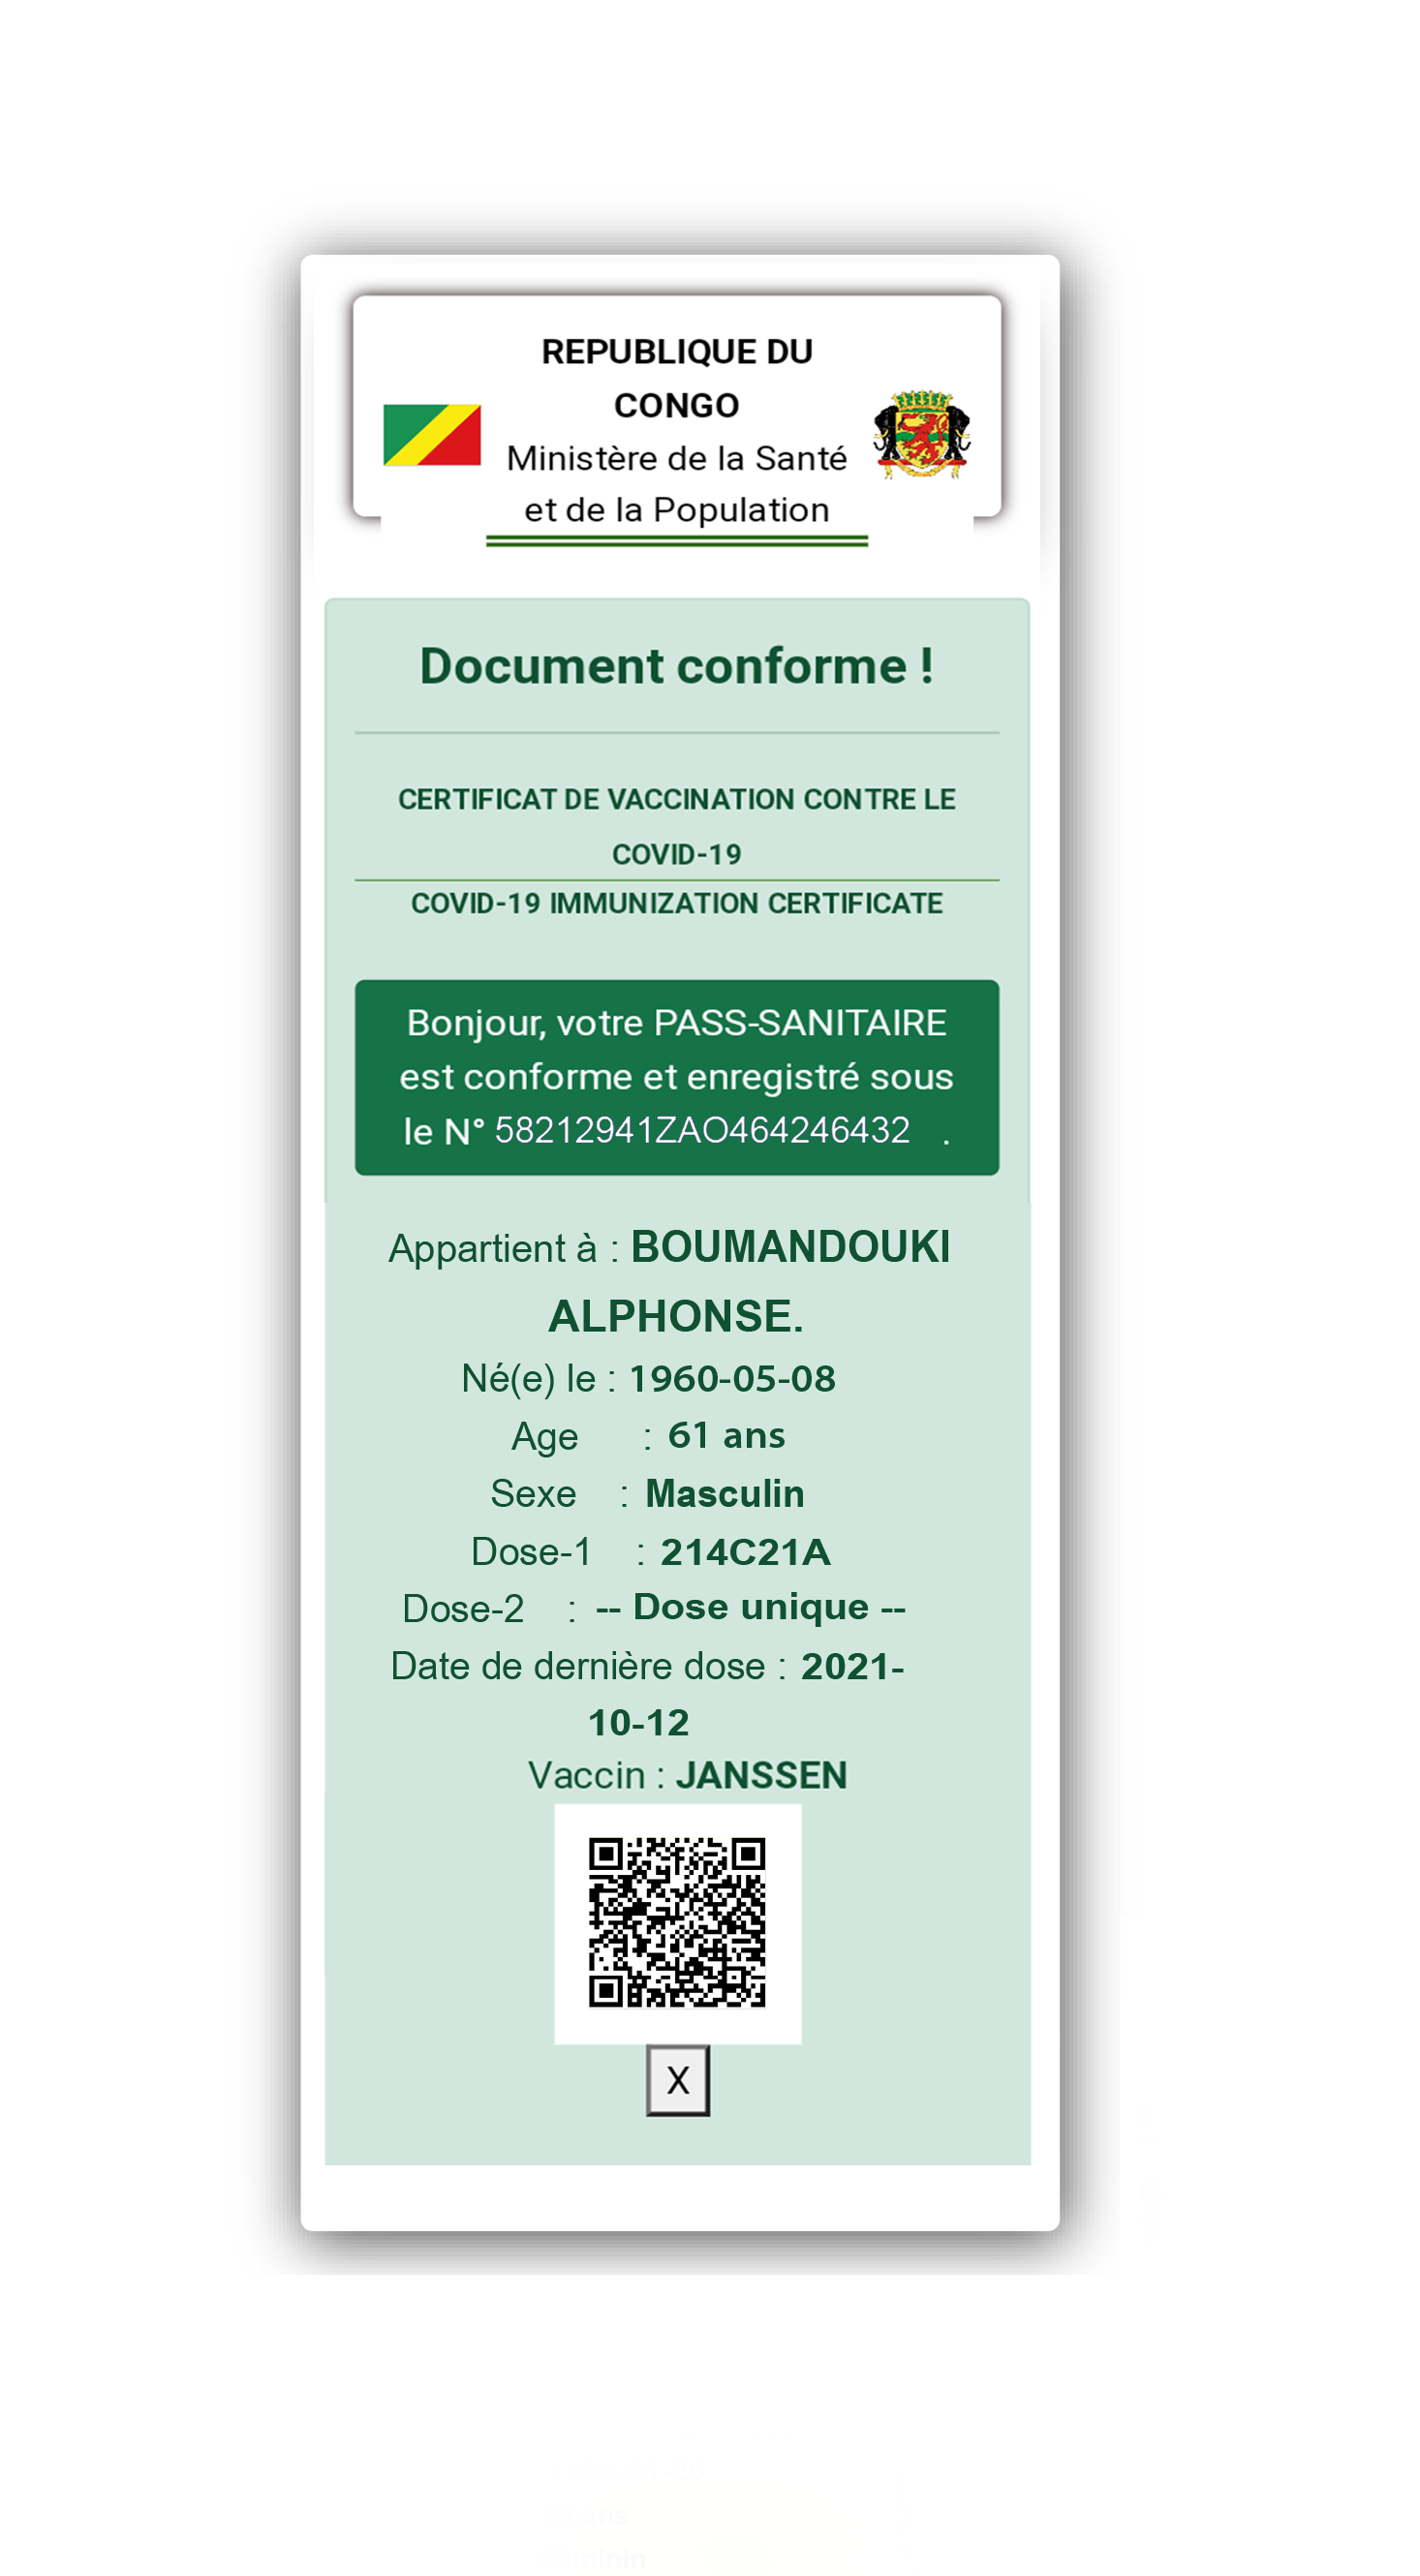 REPUBLIQUE DU
CONGO
Ministère de la Santé
et de la Population
Document conforme !
CERTIFICAT DE VACCINATION CONTRE LE
COVID-19
COVID-19 IMMUNIZATION CERTIFICATE
Bonjour, votre PASS-SANITAIRE
est conforme et enregistré sous
le N° 58212941ZAO464246432 .
Appartient à : BOUMANDOUKI
ALPHONSE.
Né(e) le : 1960-05-08
Age : 61 ans
Sexe : Masculin
Dose-1 : 214C21A
Dose-2 : -- Dose unique --
Date de dernière dose : 2021-
10-12
Vaccin : JANSSEN
X